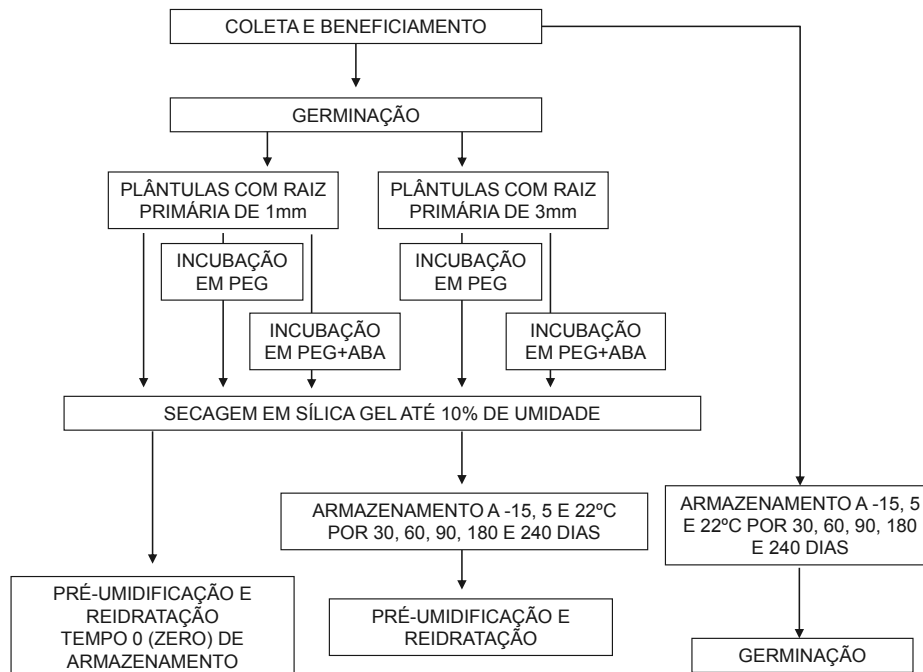 COLETA E BENEFICIAMENTO
GERMINAÇÃO
PLÂNTULAS COM RAIZ
PRIMÁRIA DE 1mm
PLÂNTULAS COM RAIZ
PRIMÁRIA DE 3mm
INCUBAÇÃO
EM PEG
INCUBAÇÃO
EM PEG
INCUBAÇÃO
EM PEG+ABA
INCUBAÇÃO
EM PEG+ABA
SECAGEM EM SÍLICA GEL ATÉ 10% DE UMIDADE
ARMAZENAMENTO A -15, 5 E 22ºC
POR 30, 60, 90, 180 E 240 DIAS
ARMAZENAMENTO A -15, 5
E 22ºC POR 30, 60, 90, 180
E 240 DIAS
PRÉ-UMIDIFICAÇÃO E
REIDRATAÇÃO
TEMPO 0 (ZERO) DE
ARMAZENAMENTO
PRÉ-UMIDIFICAÇÃO E
REIDRATAÇÃO
GERMINAÇÃO